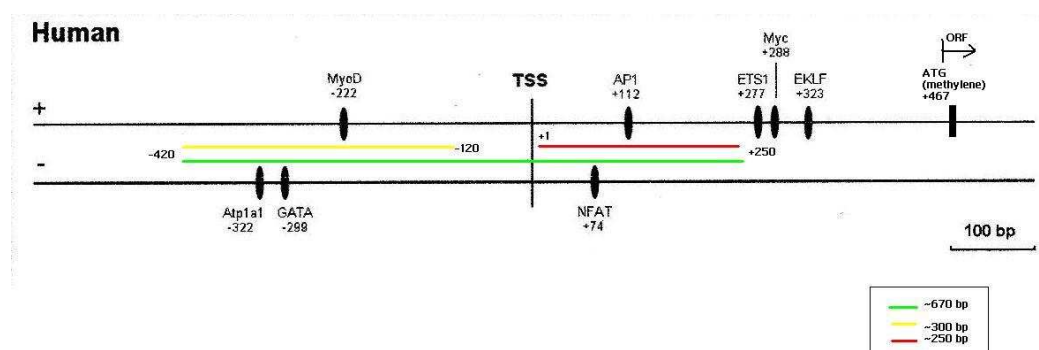 Human
Myc
+288
ORF
MyoD
-222
TSS
AP1
+112
ETS1
+277
EKLF
+323
ATG
(methylene)
+467
+
+1
-420
-120
+250
-
Atp1a1
-322
GATA
-299
NFAT
+74
100 bp
~670 bp
~300 bp
~250 bp